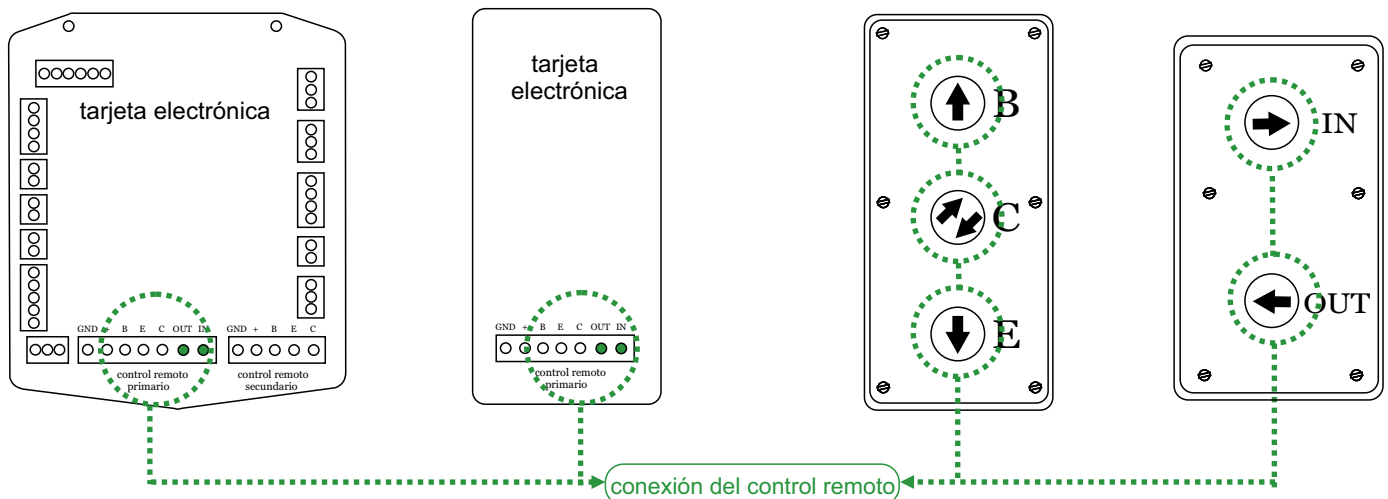 tarjeta electrónica
GND + B E C OUT IN
control remoto
primario
GND + B E C
control remoto
secundario
tarjeta
electrónica
GND + B E C OUT IN
control remoto
primario
B
C
E
IN
OUT
conexión del control remoto